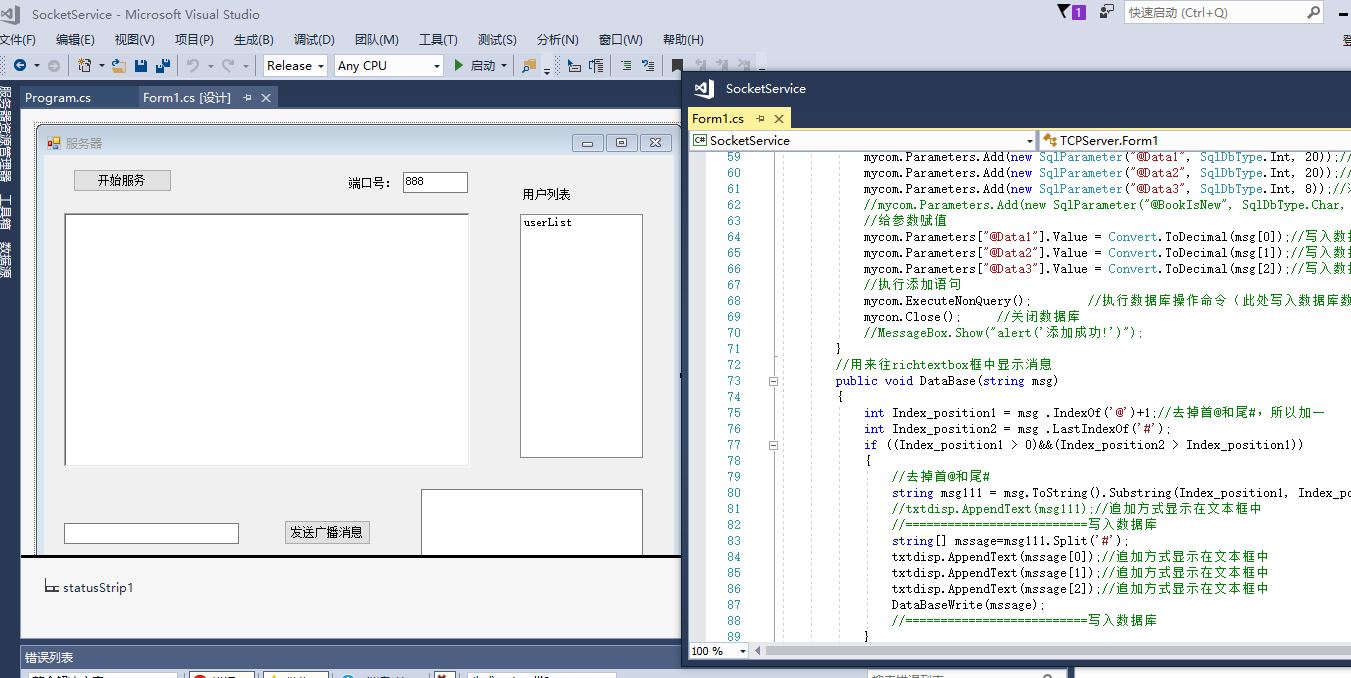 SocketService - Microsoft Visual Studio
1
快速启动 (Ctrl+Q)
文件(F) 编辑(E) 视图(V) 项目(P) 生成(B) 调试(D) 团队(M) 工具(T) 测试(S) 分析(N) 窗口(W) 帮助(H)
Release Any CPU 启动
服务器资源管理器 工具箱 数据源
Program.cs Form1.cs [设计]
服务器
开始服务 端口号: 888
用户列表
userList
发送广播消息
statusStrip1
错误列表
SocketService
Form1.cs
SocketService TCPServer.Form1
59 mycom.Parameters.Add(new SqlParameter("@Data1", SqlDbType.Int, 20));//
60 mycom.Parameters.Add(new SqlParameter("@Data2", SqlDbType.Int, 20));//
61 mycom.Parameters.Add(new SqlParameter("@Data3", SqlDbType.Int, 8));//
62 //mycom.Parameters.Add(new SqlParameter("@BookIsNew", SqlDbType.Char,
63 //给参数赋值
64 mycom.Parameters["@Data1"].Value = Convert.ToDecimal(msg[0]);//写入数据
65 mycom.Parameters["@Data2"].Value = Convert.ToDecimal(msg[1]);//写入数据
66 mycom.Parameters["@Data3"].Value = Convert.ToDecimal(msg[2]);//写入数据
67 //执行添加语句
68 mycom.ExecuteNonQuery(); //执行数据库操作命令（此处写入数据库数
69 mycon.Close(); //关闭数据库
70 //MessageBox.Show("alert('添加成功!')");
71 }
72 //用来往richtextbox框中显示消息
73 public void DataBase(string msg)
74 {
75 int Index_position1 = msg .IndexOf('@')+1;//去掉首@和尾#，所以加一
76 int Index_position2 = msg .LastIndexOf('#');
77 if ((Index_position1 > 0)&&(Index_position2 > Index_position1))
78 {
79 //去掉首@和尾#
80 string msg111 = msg.ToString().Substring(Index_position1, Index_po
81 //txtdisp.AppendText(msg111);//追加方式显示在文本框中
82 //==========================写入数据库
83 string[] mssage=msg111.Split('#');
84 txtdisp.AppendText(mssage[0]);//追加方式显示在文本框中
85 txtdisp.AppendText(mssage[1]);//追加方式显示在文本框中
86 txtdisp.AppendText(mssage[2]);//追加方式显示在文本框中
87 DataBaseWrite(mssage);
88 //==========================写入数据库
89 }
100 %